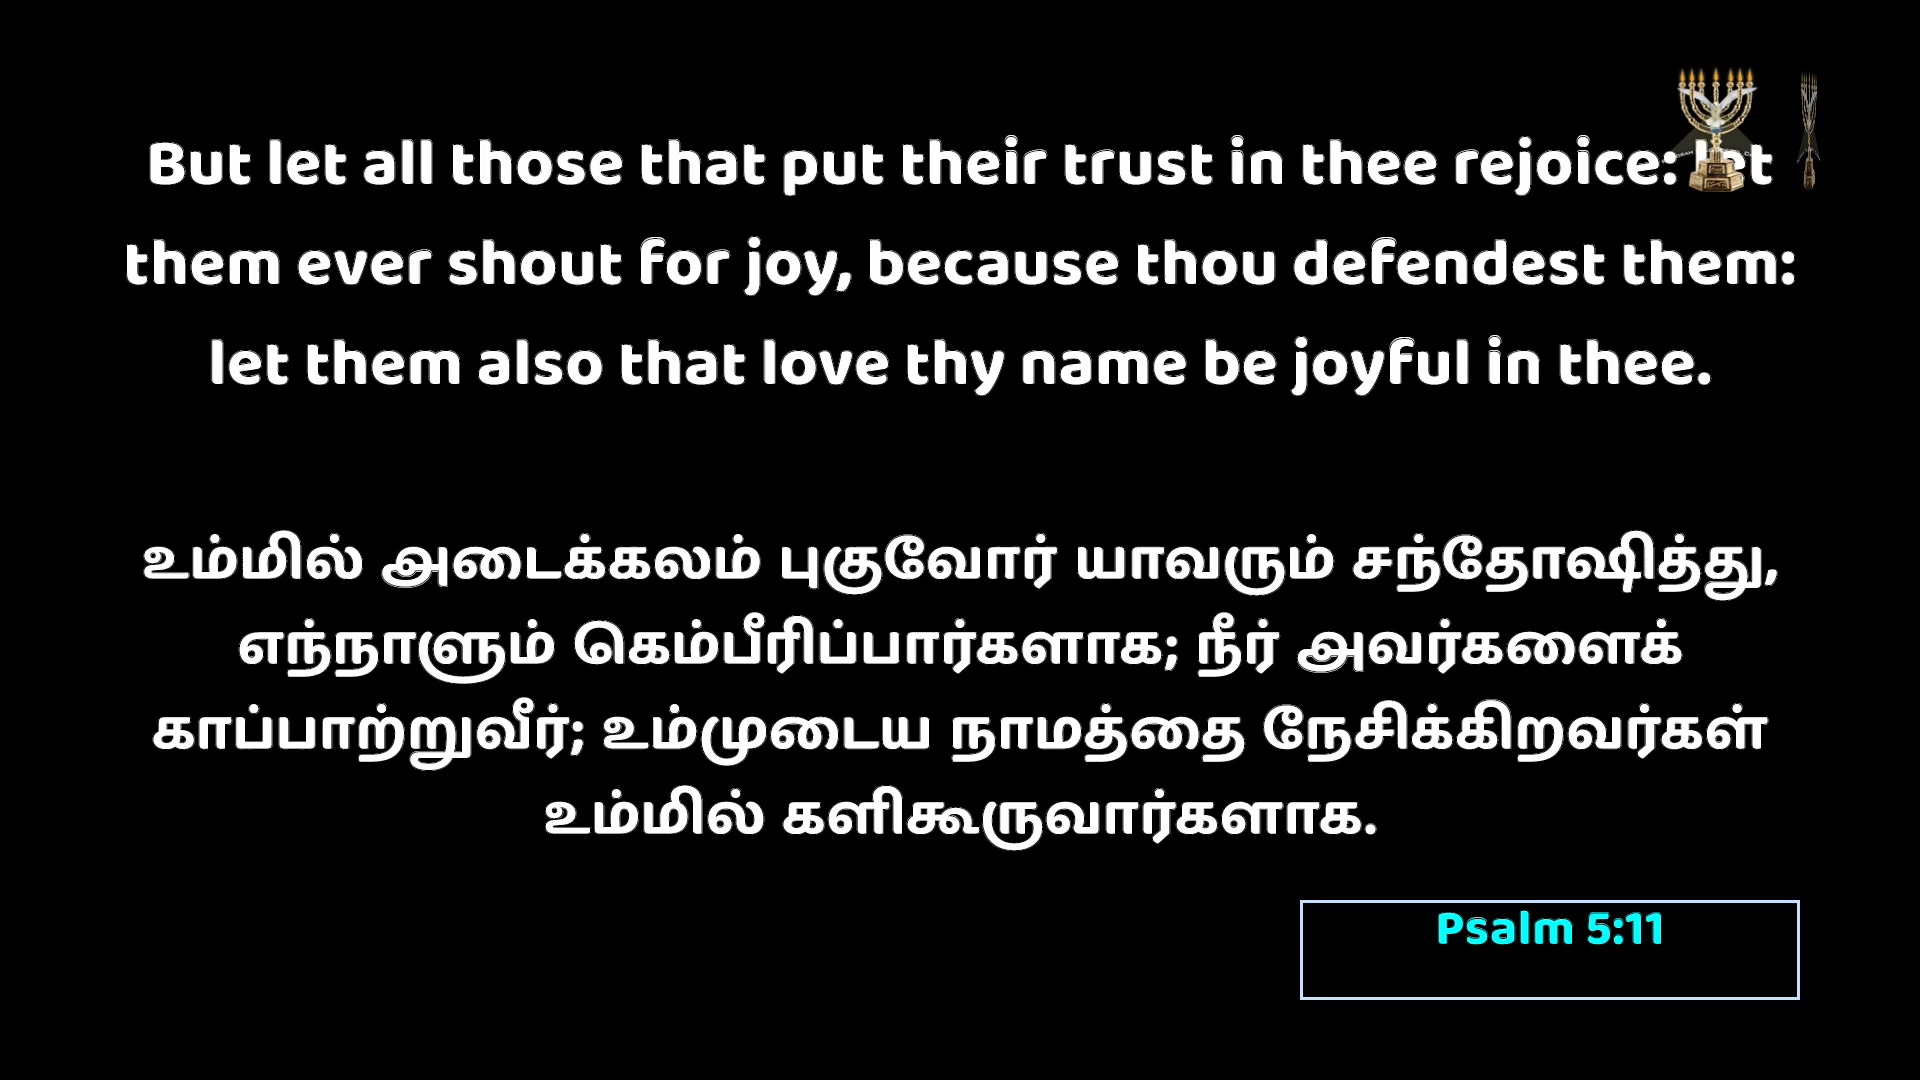 But let all those that put their trust in thee rejoice: let
them ever shout for joy, because thou defendest them:
let them also that love thy name be joyful in thee.
உம்மில் அடைக்கலம் புகுவோர் யாவரும் சந்தோஷித்து,
எந்நாளும் கெம்பீரிப்பார்களாக; நீர் அவர்களைக்
காப்பாற்றுவீர்; உம்முடைய நாமத்தை நேசிக்கிறவர்கள்
உம்மில் களிகூருவார்களாக.
Psalm 5:11